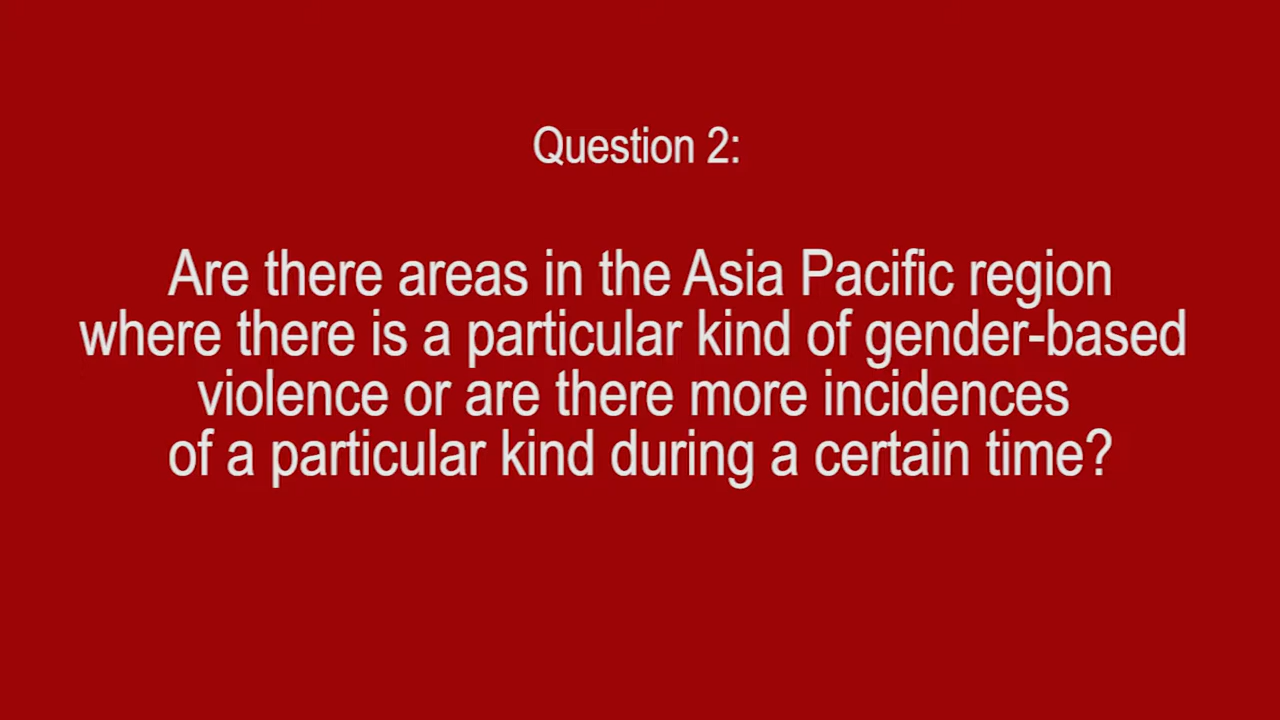 Question 2:
Are there areas in the Asia Pacific region
where there is a particular kind of gender-based
violence or are there more incidences
of a particular kind during a certain time?